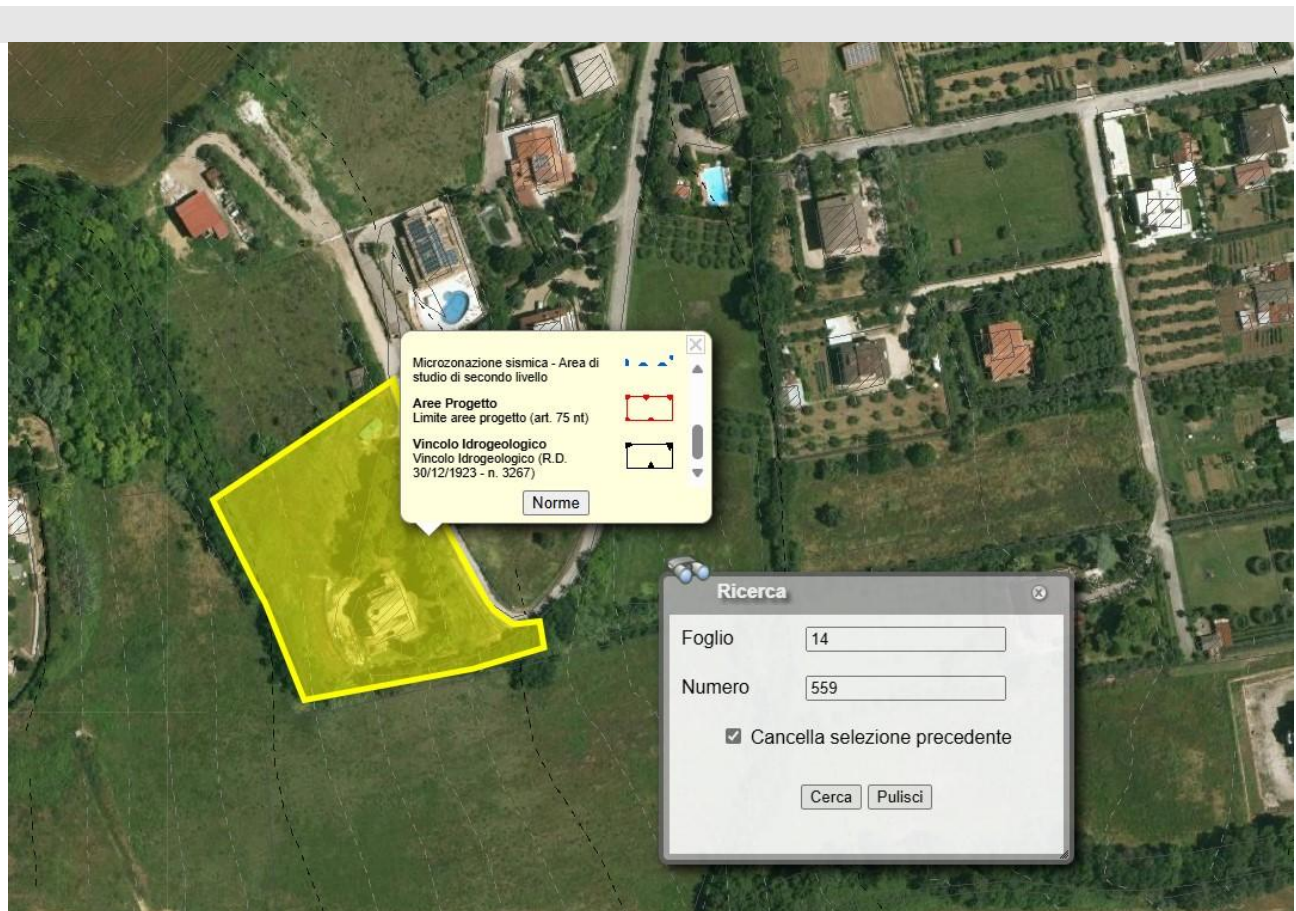 Microzonazione sismica - Area di
studio di secondo livello
Aree Progetto
Limite aree progetto (art. 75 nt)
Vincolo Idrogeologico
Vincolo Idrogeologico (R.D.
30/12/1923 - n. 3267)
Norme
Ricerca
Foglio 14
Numero 559
Cancella selezione precedente
Cerca Pulisci